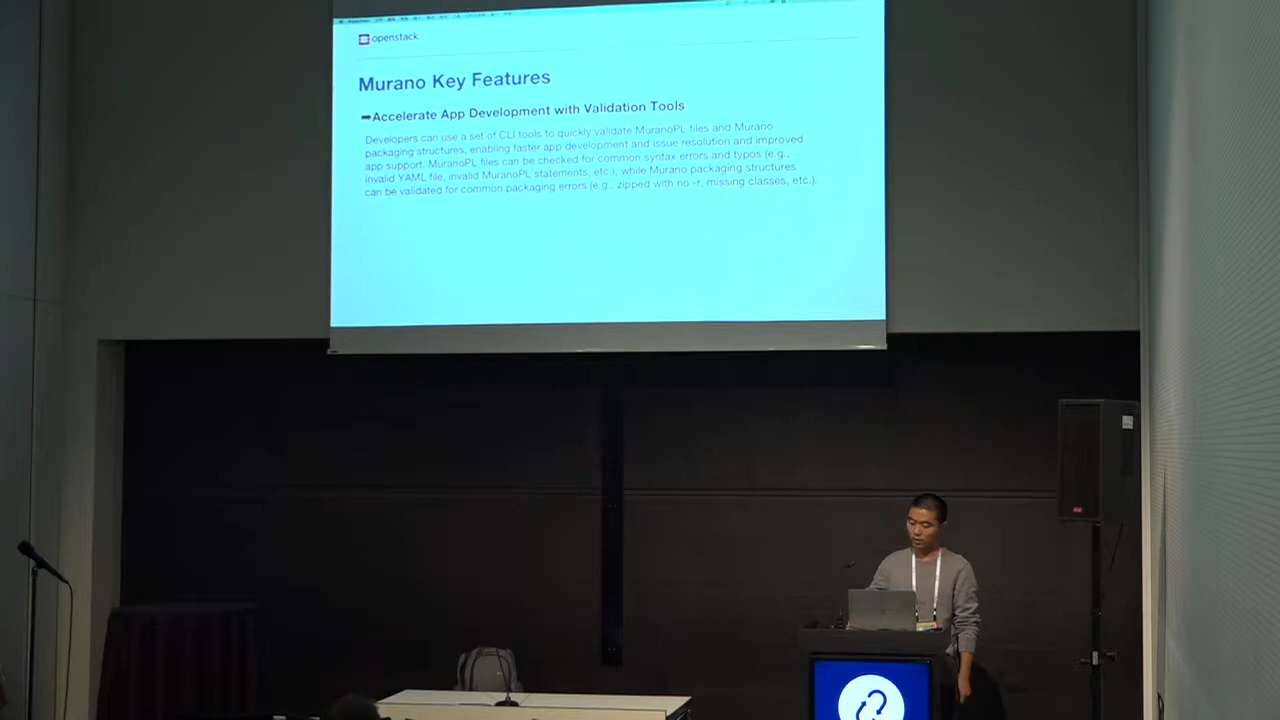 openstack
Murano Key Features
➡Accelerate App Development with Validation Tools
Developers can use a set of CLI tools to quickly validate MuranoPL files and Murano
packaging structures, enabling faster app development and issue resolution and improved
app support. MuranoPL files can be checked for common syntax errors and typos (e.g.,
invalid YAML file, invalid MuranoPL statements, etc.), while Murano packaging structures
can be validated for common packaging errors (e.g., zipped with no -r, missing classes, etc.).